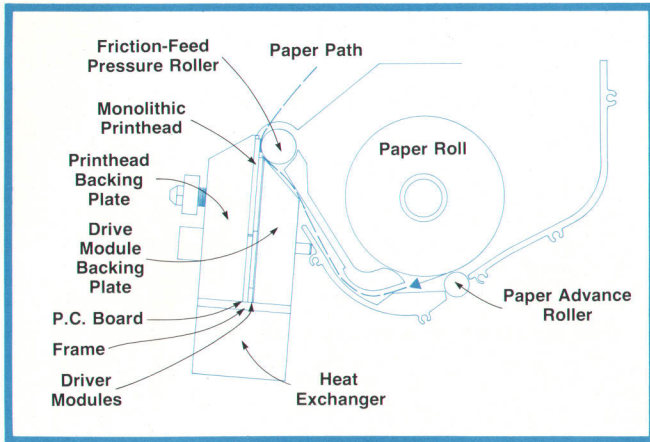 Friction-Feed
Pressure Roller
Paper Path
Monolithic
Printhead
Printhead
Backing
Plate
Paper Roll
Drive
Module
Backing
Plate
P.C. Board
Frame
Driver
Modules
Heat
Exchanger
Paper Advance
Roller